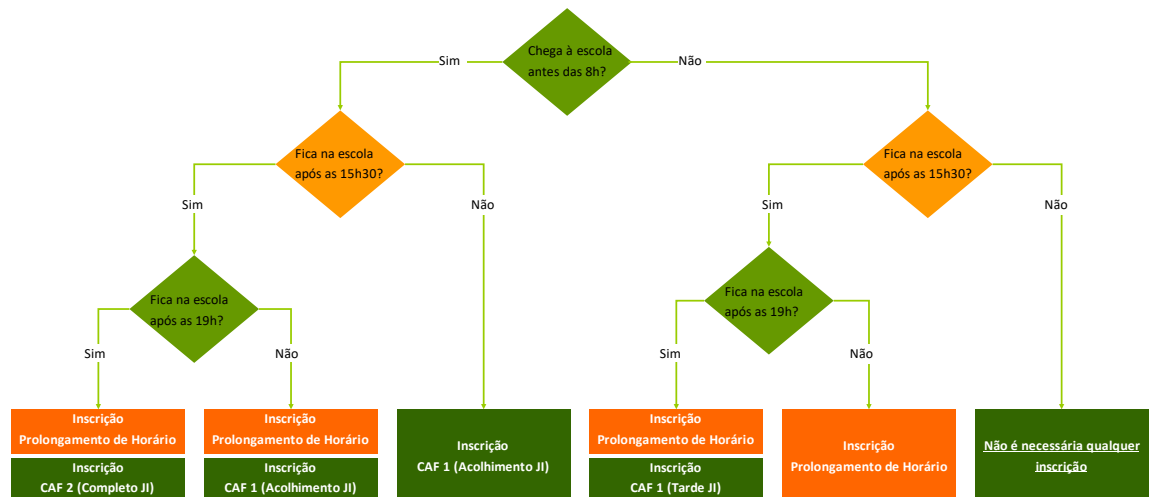 Chega à escola
antes das 8h?
Sim
Não
Fica na escola
após as 15h30?
Fica na escola
após as 15h30?
Sim
Não
Sim
Não
Fica na escola
após as 19h?
Fica na escola
após as 19h?
Sim
Não
Sim
Não
Inscrição
Prolongamento de Horário
CAF 2 (Completo JI)
Inscrição
Inscrição
Prolongamento de Horário
Inscrição
CAF 1 (Acolhimento JI)
Inscrição
CAF 1 (Acolhimento JI)
Inscrição
Prolongamento de Horário
Inscrição
CAF 1 (Tarde JI)
Inscrição
Prolongamento de Horário
Não é necessária qualquer
inscrição